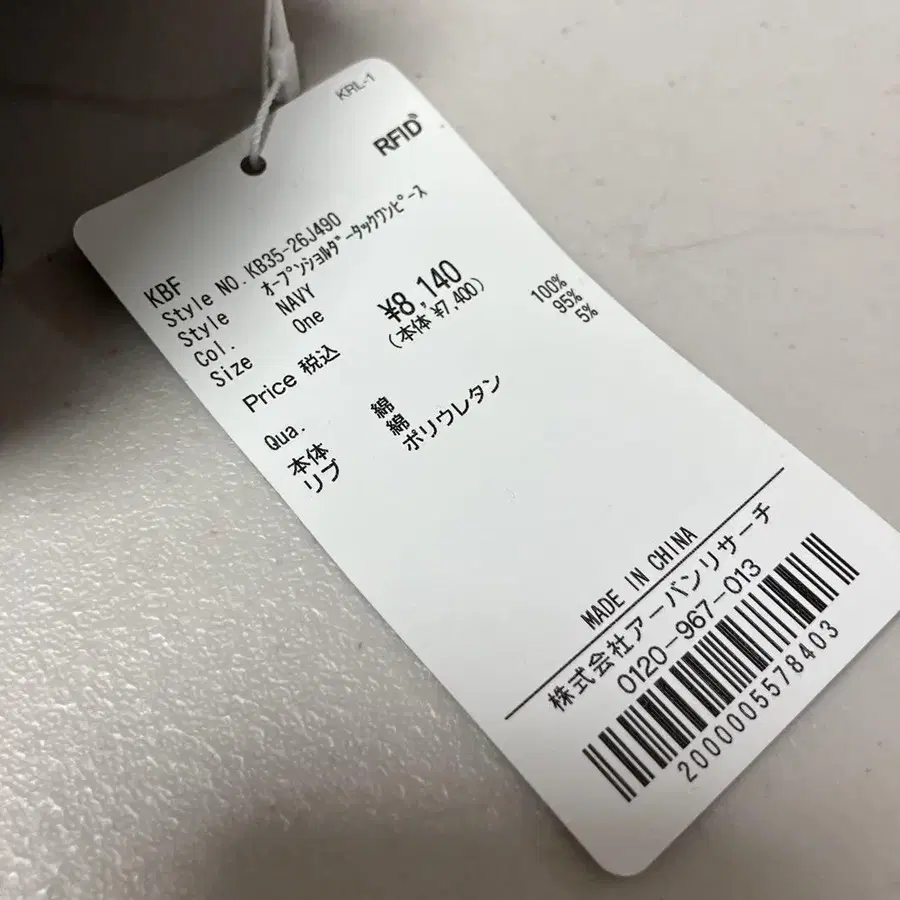 KRL-1
RFID
KBF
Style NO. KB35-26J490
Style ｵｰﾌﾟﾝｼｮﾙﾀﾞｰﾀｯｸﾜﾝﾋﾟｰｽ
Col. NAVY
Size One
Price 税込 ¥8,140
(本体 ¥7,400)
Qua.
本体 綿 100%
リブ 綿 95%
ポリウレタン 5%
MADE IN CHINA
株式会社アーバンリサーチ
0120-967-013
2000005578403